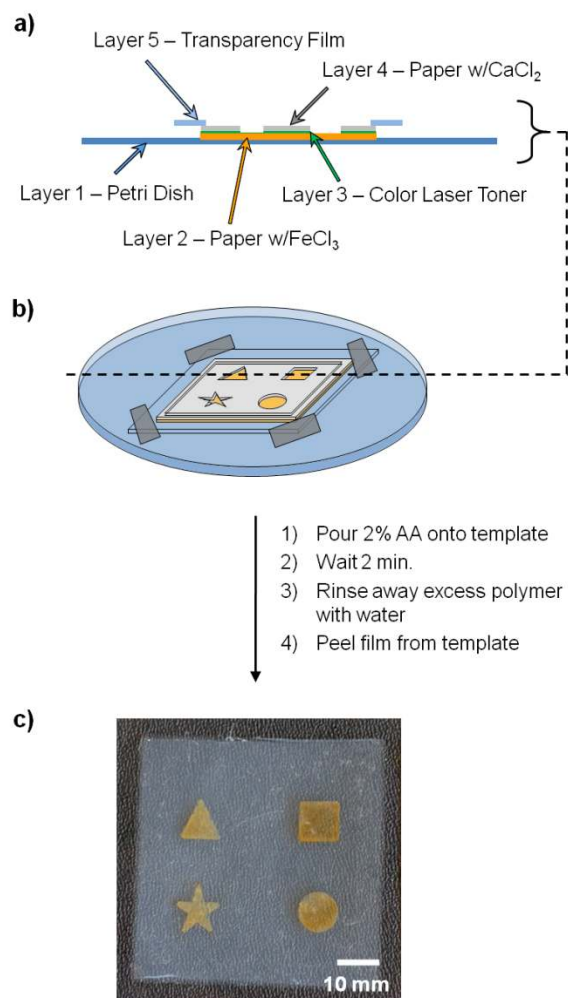 a)
Layer 5 – Transparency Film
Layer 4 – Paper w/CaCl₂
Layer 1 – Petri Dish
Layer 3 – Color Laser Toner
Layer 2 – Paper w/FeCl₃
b)
1) Pour 2% AA onto template
2) Wait 2 min.
3) Rinse away excess polymer
with water
4) Peel film from template
c)
10 mm